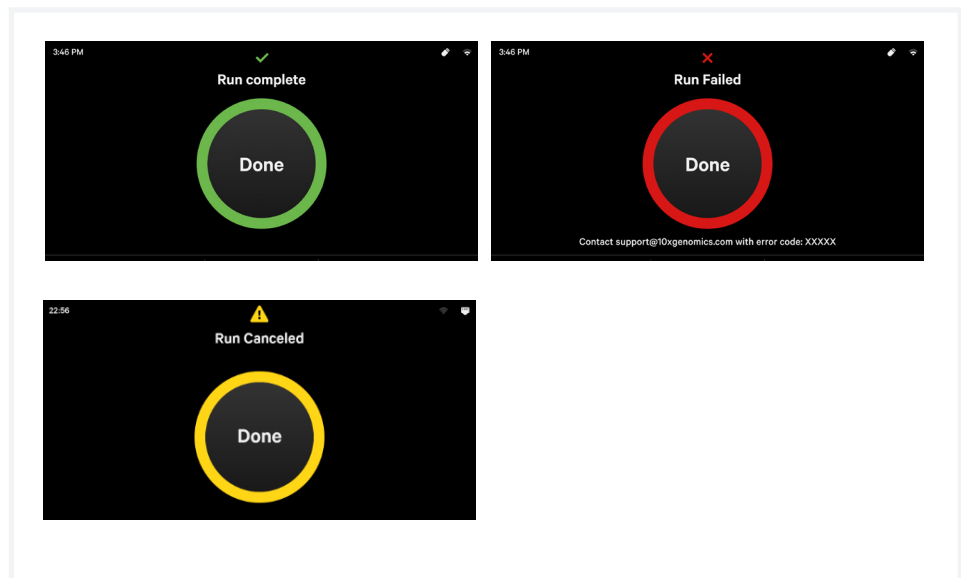 3:46 PM
Run complete
Done
3:46 PM
Run Failed
Done
Contact support@10xgenomics.com with error code: XXXXX
22:56
Run Canceled
Done